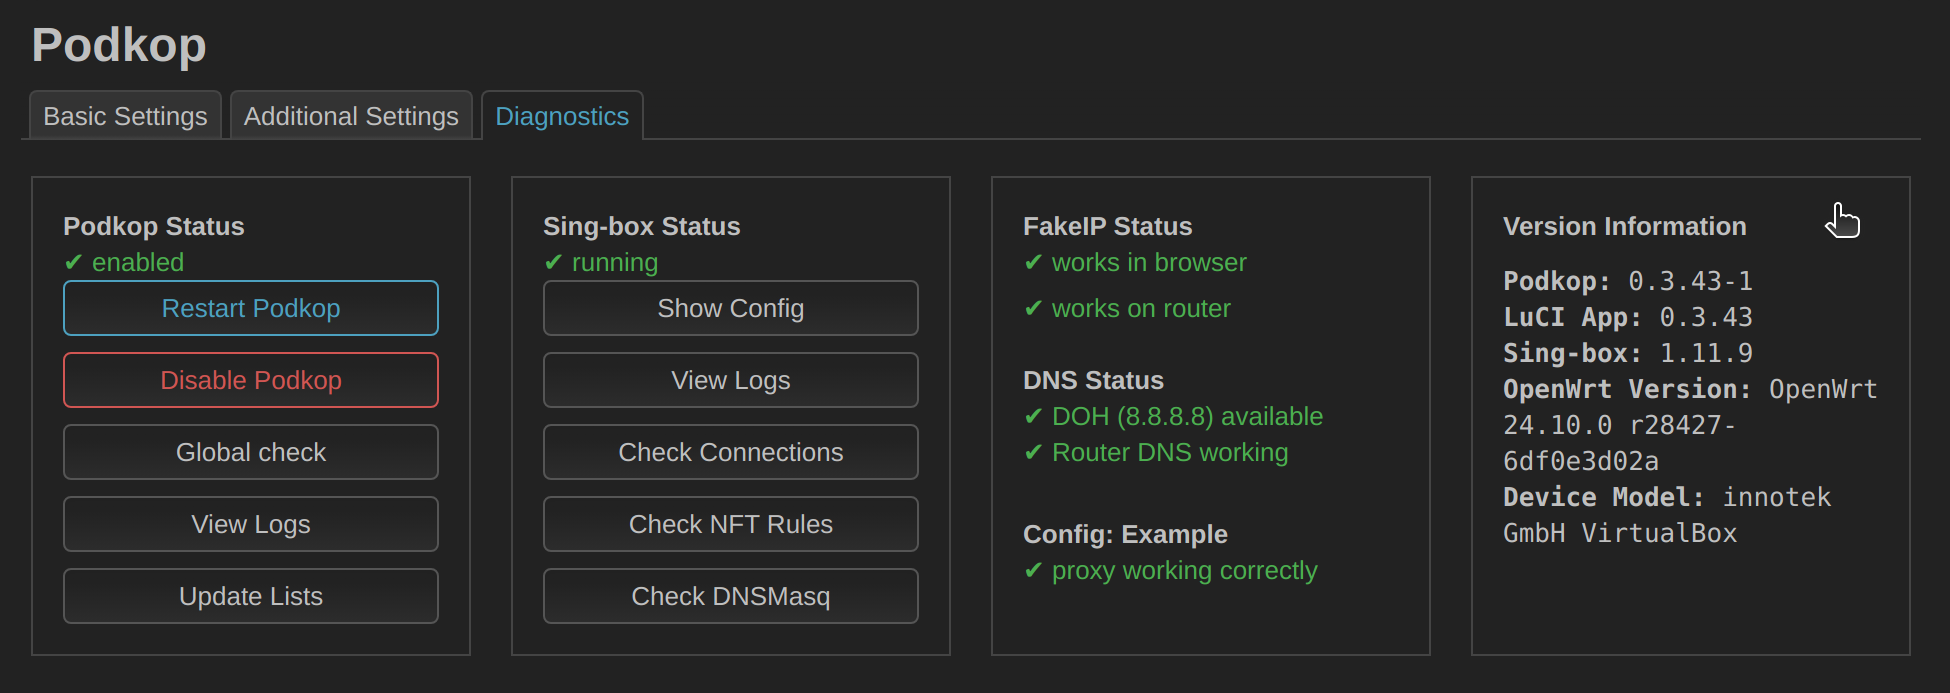 Podkop
Basic Settings
Additional Settings
Diagnostics
Podkop Status
✔ enabled
Restart Podkop
Disable Podkop
Global check
View Logs
Update Lists
Sing-box Status
✔ running
Show Config
View Logs
Check Connections
Check NFT Rules
Check DNSMasq
FakeIP Status
✔ works in browser
✔ works on router
DNS Status
✔ DOH (8.8.8.8) available
✔ Router DNS working
Config: Example
✔ proxy working correctly
Version Information
Podkop: 0.3.43-1
LuCI App: 0.3.43
Sing-box: 1.11.9
OpenWrt Version: OpenWrt
24.10.0 r28427-
6df0e3d02a
Device Model: innotek
GmbH VirtualBox